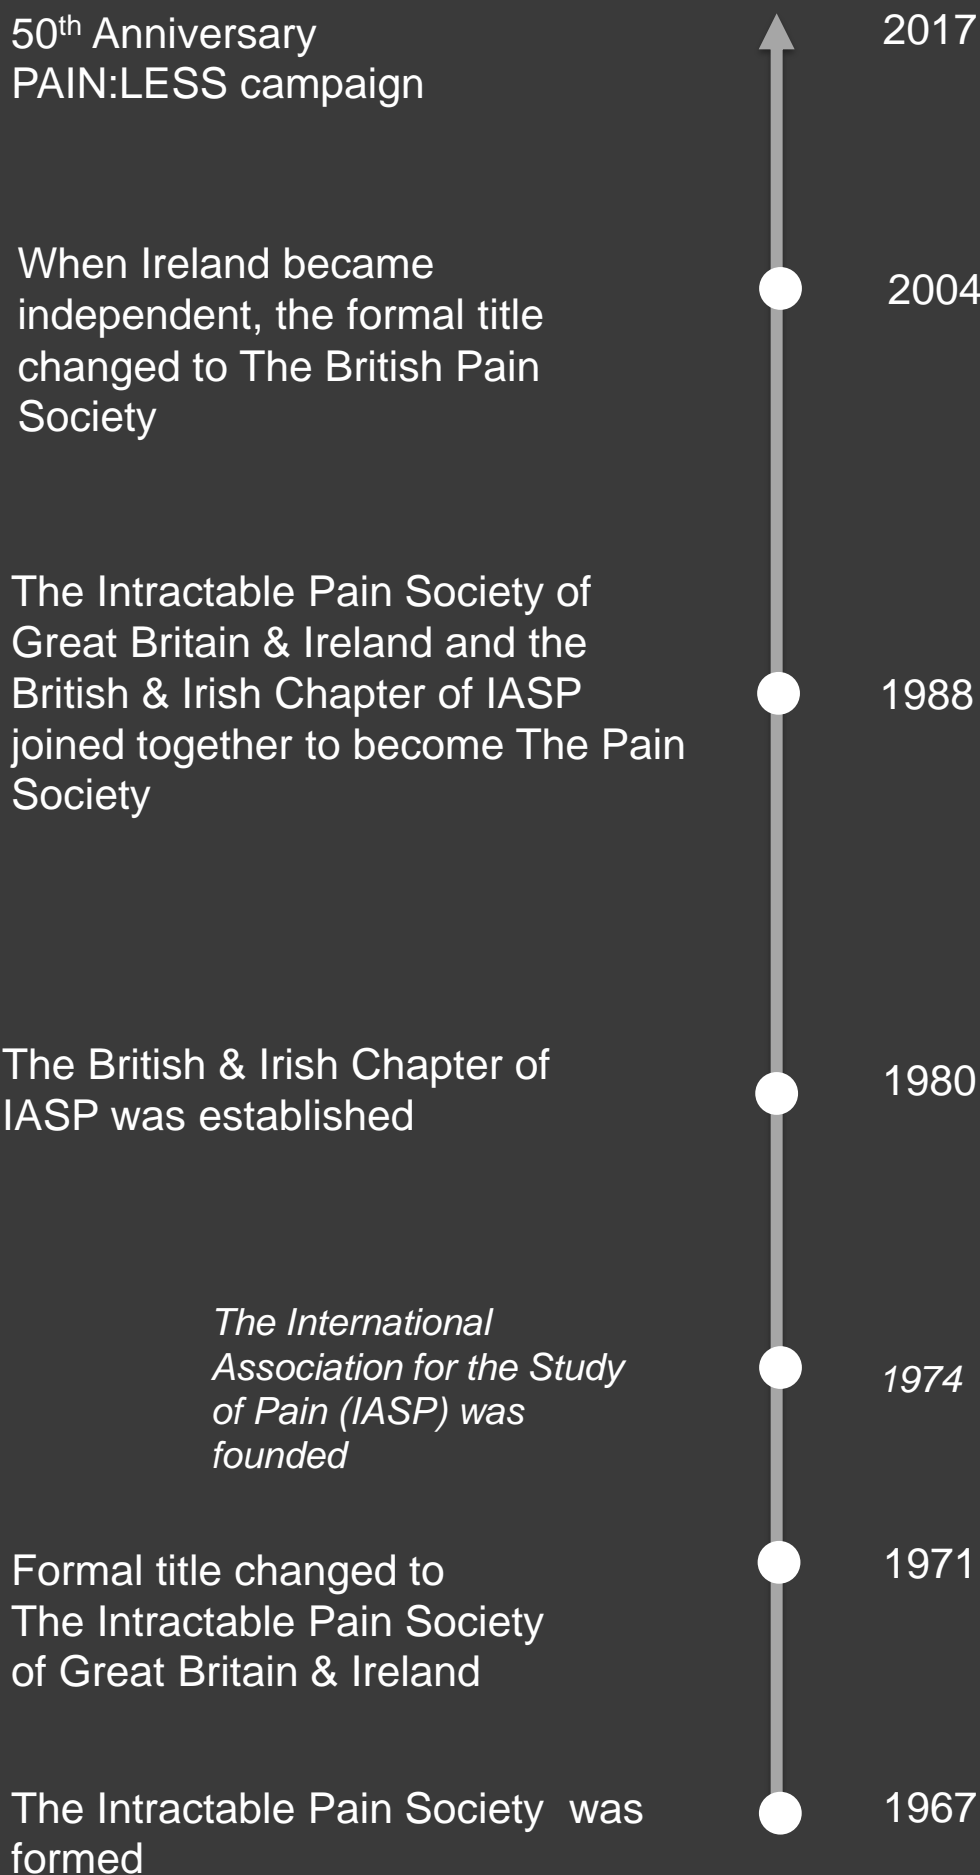 50th Anniversary
PAIN:LESS campaign
2017
When Ireland became
independent, the formal title
changed to The British Pain
Society
2004
The Intractable Pain Society of
Great Britain & Ireland and the
British & Irish Chapter of IASP
joined together to become The Pain
Society
1988
The British & Irish Chapter of
IASP was established
1980
The International
Association for the Study
of Pain (IASP) was
founded
1974
Formal title changed to
The Intractable Pain Society
of Great Britain & Ireland
1971
The Intractable Pain Society was
formed
1967